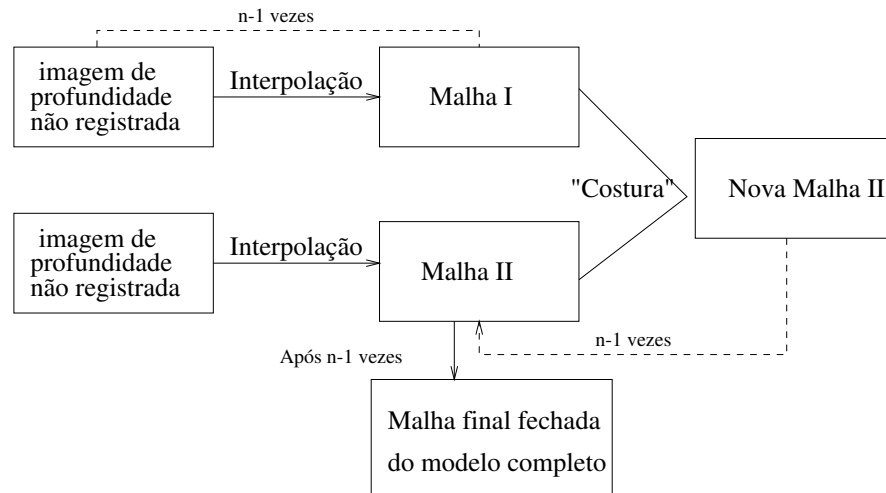 n-1 vezes
imagem de
profundidade
não registrada
Interpolação
Malha I
"Costura"
Nova Malha II
imagem de
profundidade
não registrada
Interpolação
Malha II
n-1 vezes
Após n-1 vezes
Malha final fechada
do modelo completo